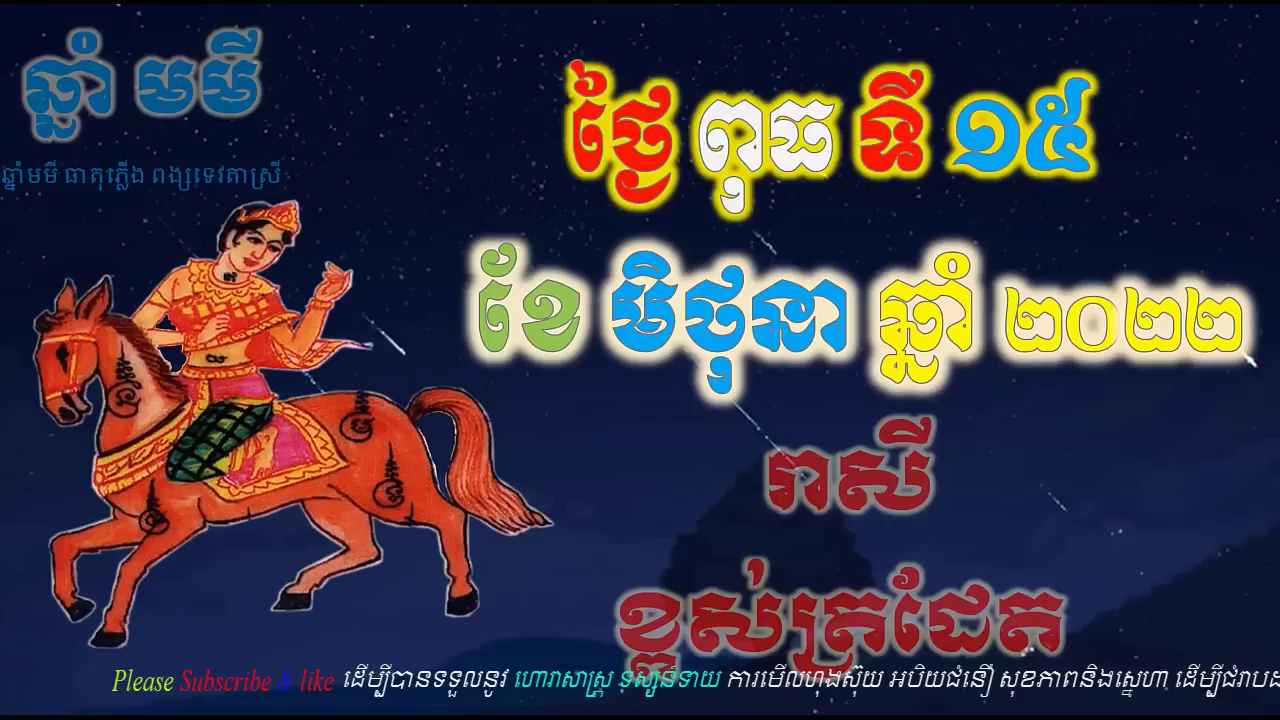 ឆ្នាំ មមី
ឆ្នាំមមី ធាតុភ្លើង ពង្សទេវតាស្រី
ថ្ងៃ ពុធ ទី ១៥
ខែ មិថុនា ឆ្នាំ ២០២២
រាសី
ខ្ពស់ត្រដែត
Please Subscribe & like ដើម្បីបានទទួលនូវ ហោរាសាស្ត្រ ទស្សន៍ទាយ ការមើលហុងស៊ុយ អបិយជំនឿ សុខភាពនិងស្នេហា ដើម្បីជំរាបជ